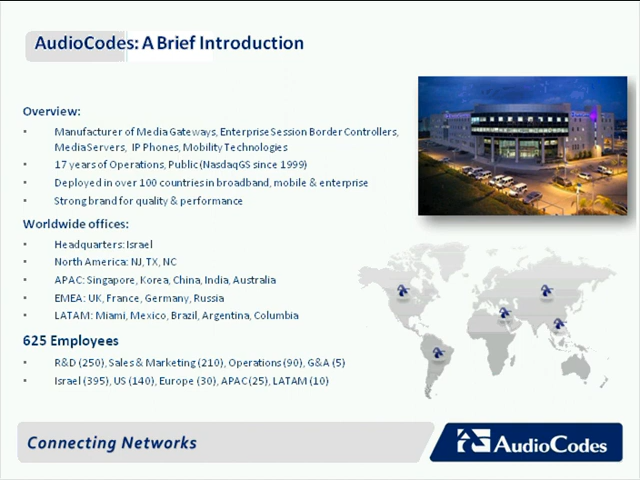 AudioCodes: A Brief Introduction
Overview:
• Manufacturer of Media Gateways, Enterprise Session Border Controllers,
Media Servers, IP Phones, Mobility Technologies
• 17 years of Operations, Public (NasdaqGS since 1999)
• Deployed in over 100 countries in broadband, mobile & enterprise
• Strong brand for quality & performance
Worldwide offices:
• Headquarters: Israel
• North America: NJ, TX, NC
• APAC: Singapore, Korea, China, India, Australia
• EMEA: UK, France, Germany, Russia
• LATAM: Miami, Mexico, Brazil, Argentina, Columbia
625 Employees
• R&D (250), Sales & Marketing (210), Operations (90), G&A (5)
• Israel (395), US (140), Europe (30), APAC (25), LATAM (10)
Connecting Networks
AudioCodes